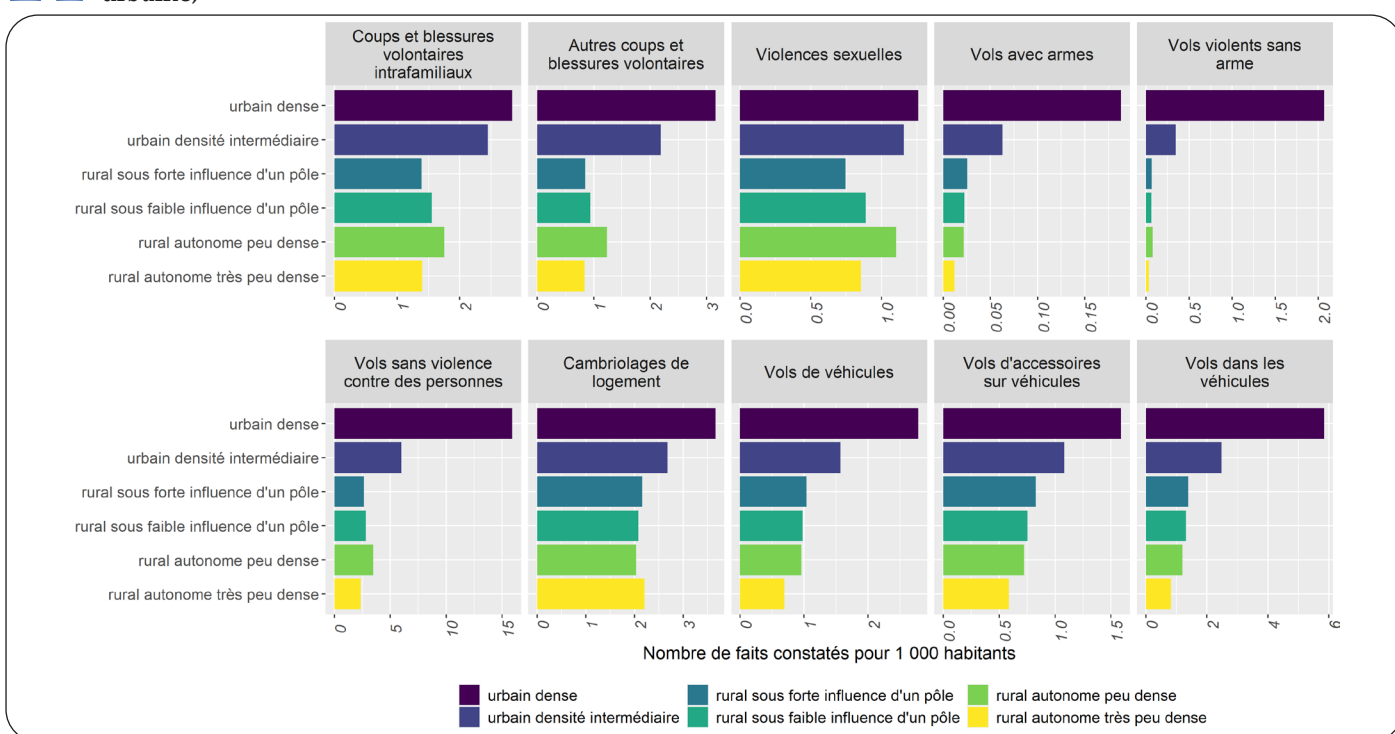 Coups et blessures
volontaires
intrafamiliaux
Autres coups et
blessures volontaires
Violences sexuelles
Vols avec armes
Vols violents sans
arme
urbain dense
urbain densité intermédiaire
rural sous forte influence d'un pôle
rural sous faible influence d'un pôle
rural autonome peu dense
rural autonome très peu dense
0 1 2
0 1 2 3
0.0 0.5 1.0
0.00 0.05 0.10 0.15
0.0 0.5 1.0 1.5 2.0
Vols sans violence
contre des personnes
Cambriolages de
logement
Vols de véhicules
Vols d'accessoires
sur véhicules
Vols dans les
véhicules
urbain dense
urbain densité intermédiaire
rural sous forte influence d'un pôle
rural sous faible influence d'un pôle
rural autonome peu dense
rural autonome très peu dense
0 5 10 15
0 1 2 3
0 1 2
0.0 0.5 1.0 1.5
0 2 4 6
Nombre de faits constatés pour 1 000 habitants
urbain dense
rural sous forte influence d'un pôle
rural autonome peu dense
urbain densité intermédiaire
rural sous faible influence d'un pôle
rural autonome très peu dense